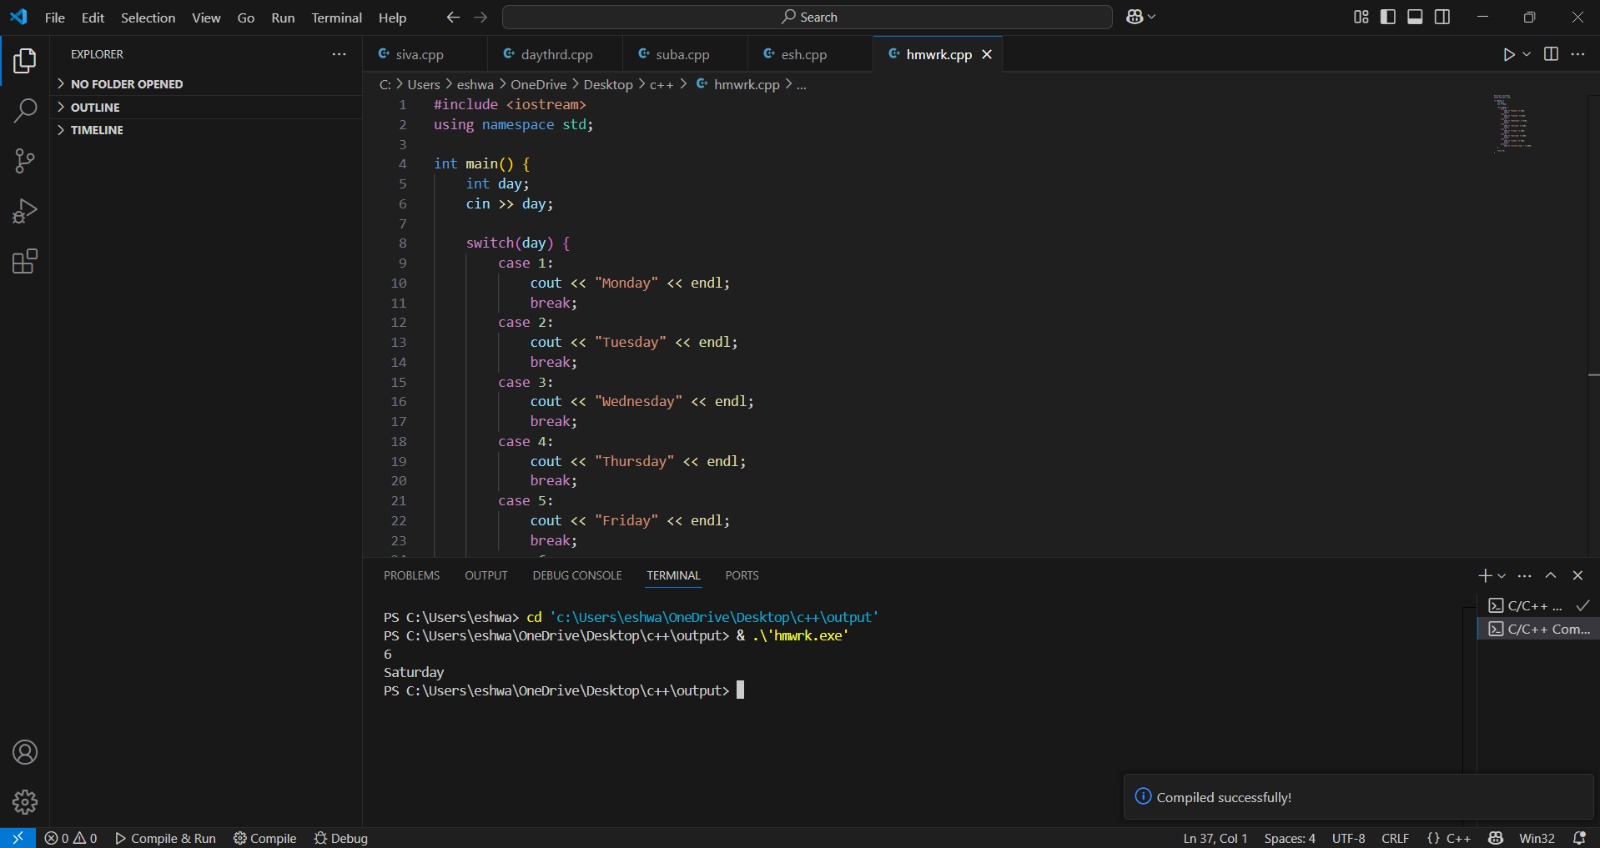 File Edit Selection View Go Run Terminal Help Search
EXPLORER
NO FOLDER OPENED
OUTLINE
TIMELINE
siva.cpp daythrd.cpp suba.cpp esh.cpp hmwrk.cpp
C: > Users > eshwa > OneDrive > Desktop > c++ > hmwrk.cpp > ...
1 #include <iostream>
2 using namespace std;
3
4 int main() {
5 int day;
6 cin >> day;
7
8 switch(day) {
9 case 1:
10 cout << "Monday" << endl;
11 break;
12 case 2:
13 cout << "Tuesday" << endl;
14 break;
15 case 3:
16 cout << "Wednesday" << endl;
17 break;
18 case 4:
19 cout << "Thursday" << endl;
20 break;
21 case 5:
22 cout << "Friday" << endl;
23 break;
PROBLEMS OUTPUT DEBUG CONSOLE TERMINAL PORTS
PS C:\Users\eshwa> cd 'c:\Users\eshwa\OneDrive\Desktop\c++\output'
PS C:\Users\eshwa\OneDrive\Desktop\c++\output> & .\'hmwrk.exe'
6
Saturday
PS C:\Users\eshwa\OneDrive\Desktop\c++\output>
C/C++ ...
C/C++ Com...
Compiled successfully!
0 0 Compile & Run Compile Debug Ln 37, Col 1 Spaces: 4 UTF-8 CRLF {} C++ Win32